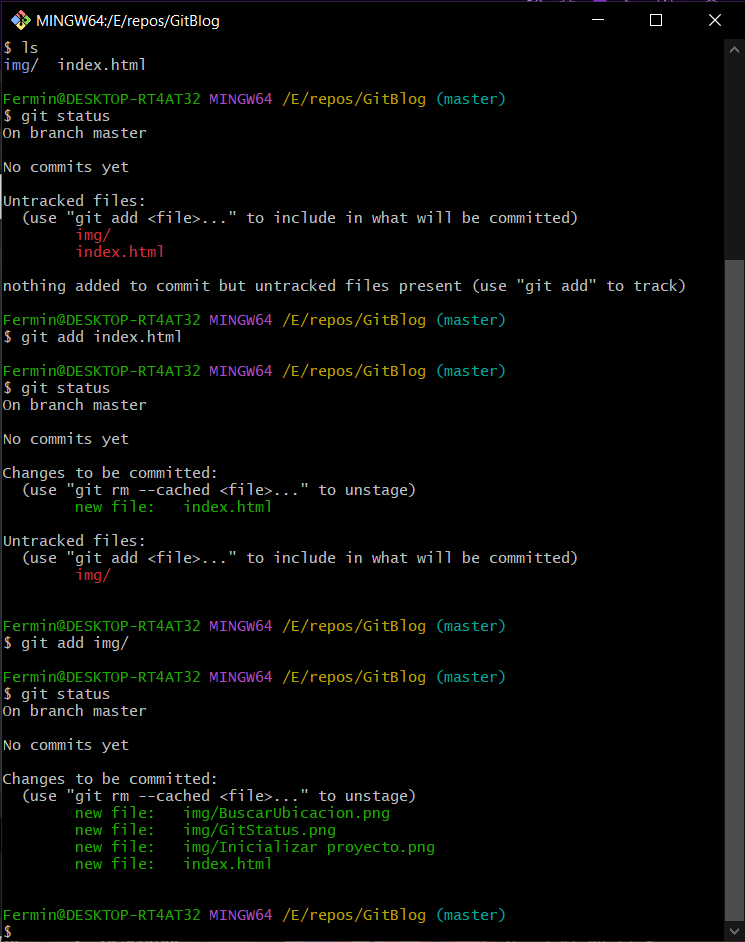 MINGW64:/E/repos/GitBlog
$ ls
img/  index.html
Fermin@DESKTOP-RT4AT32 MINGW64 /E/repos/GitBlog (master)
$ git status
On branch master
No commits yet
Untracked files:
  (use "git add <file>..." to include in what will be committed)
        img/
        index.html
nothing added to commit but untracked files present (use "git add" to track)
Fermin@DESKTOP-RT4AT32 MINGW64 /E/repos/GitBlog (master)
$ git add index.html
Fermin@DESKTOP-RT4AT32 MINGW64 /E/repos/GitBlog (master)
$ git status
On branch master
No commits yet
Changes to be committed:
  (use "git rm --cached <file>..." to unstage)
        new file:   index.html
Untracked files:
  (use "git add <file>..." to include in what will be committed)
        img/
Fermin@DESKTOP-RT4AT32 MINGW64 /E/repos/GitBlog (master)
$ git add img/
Fermin@DESKTOP-RT4AT32 MINGW64 /E/repos/GitBlog (master)
$ git status
On branch master
No commits yet
Changes to be committed:
  (use "git rm --cached <file>..." to unstage)
        new file:   img/BuscarUbicacion.png
        new file:   img/GitStatus.png
        new file:   img/Inicializar proyecto.png
        new file:   index.html
Fermin@DESKTOP-RT4AT32 MINGW64 /E/repos/GitBlog (master)
$